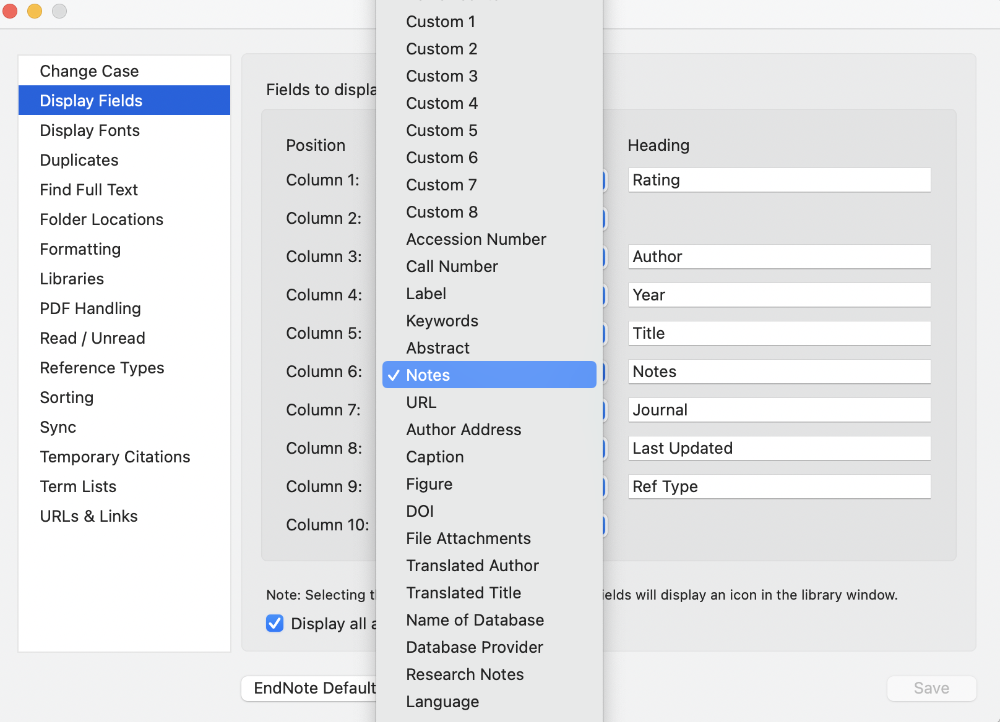 Change Case
Display Fields
Display Fonts
Duplicates
Find Full Text
Folder Locations
Formatting
Libraries
PDF Handling
Read / Unread
Reference Types
Sorting
Sync
Temporary Citations
Term Lists
URLs & Links
Fields to displa
Position
Column 1:
Column 2:
Column 3:
Column 4:
Column 5:
Column 6:
Column 7:
Column 8:
Column 9:
Column 10:
Custom 1
Custom 2
Custom 3
Custom 4
Custom 5
Custom 6
Custom 7
Custom 8
Accession Number
Call Number
Label
Keywords
Abstract
✓ Notes
URL
Author Address
Caption
Figure
DOI
File Attachments
Translated Author
Translated Title
Name of Database
Database Provider
Research Notes
Language
Heading
Rating
Author
Year
Title
Notes
Journal
Last Updated
Ref Type
Note: Selecting t
ields will display an icon in the library window.
Display all a
EndNote Default
Save